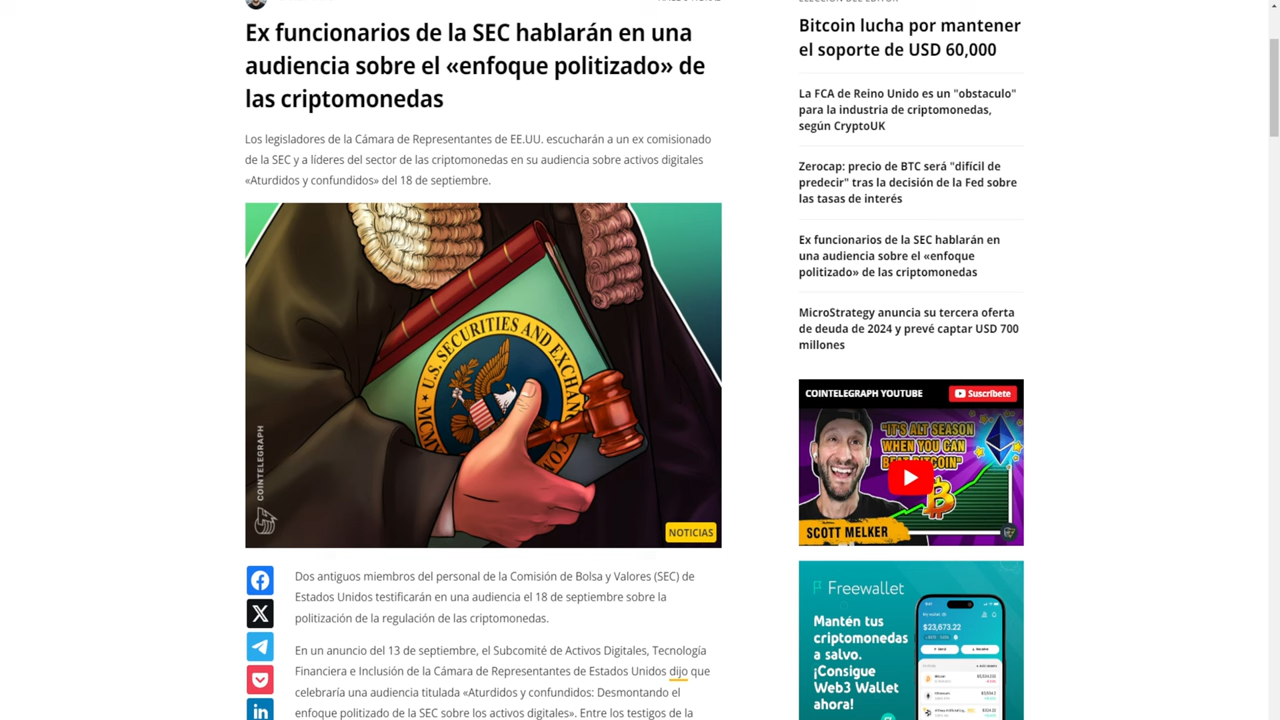 Ex funcionarios de la SEC hablarán en una
audiencia sobre el «enfoque politizado» de
las criptomonedas
Los legisladores de la Cámara de Representantes de EE.UU. escucharán a un ex comisionado
de la SEC y a líderes del sector de las criptomonedas en su audiencia sobre activos digitales
«Aturdidos y confundidos» del 18 de septiembre.
U.S. SECURITIES AND EXCHAN
COINTELEGRAPH
NOTICIAS
Dos antiguos miembros del personal de la Comisión de Bolsa y Valores (SEC) de
Estados Unidos testificarán en una audiencia el 18 de septiembre sobre la
politización de la regulación de las criptomonedas.
En un anuncio del 13 de septiembre, el Subcomité de Activos Digitales, Tecnología
Financiera e Inclusión de la Cámara de Representantes de Estados Unidos dijo que
celebraría una audiencia titulada «Aturdidos y confundidos: Desmontando el
enfoque politizado de la SEC sobre los activos digitales». Entre los testigos de la
Bitcoin lucha por mantener
el soporte de USD 60,000
La FCA de Reino Unido es un "obstaculo"
para la industria de criptomonedas,
según CryptoUK
Zerocap: precio de BTC será "difícil de
predecir" tras la decisión de la Fed sobre
las tasas de interés
Ex funcionarios de la SEC hablarán en
una audiencia sobre el «enfoque
politizado» de las criptomonedas
MicroStrategy anuncia su tercera oferta
de deuda de 2024 y prevé captar USD 700
millones
COINTELEGRAPH YOUTUBE
Suscríbete
"IT'S ALT SEASON
WHEN YOU CAN
BEAT BITCOIN"
SCOTT MELKER
Freewallet
Mantén tus
criptomonedas
a salvo.
¡Consigue
Web3 Wallet
ahora!
$23,673.22